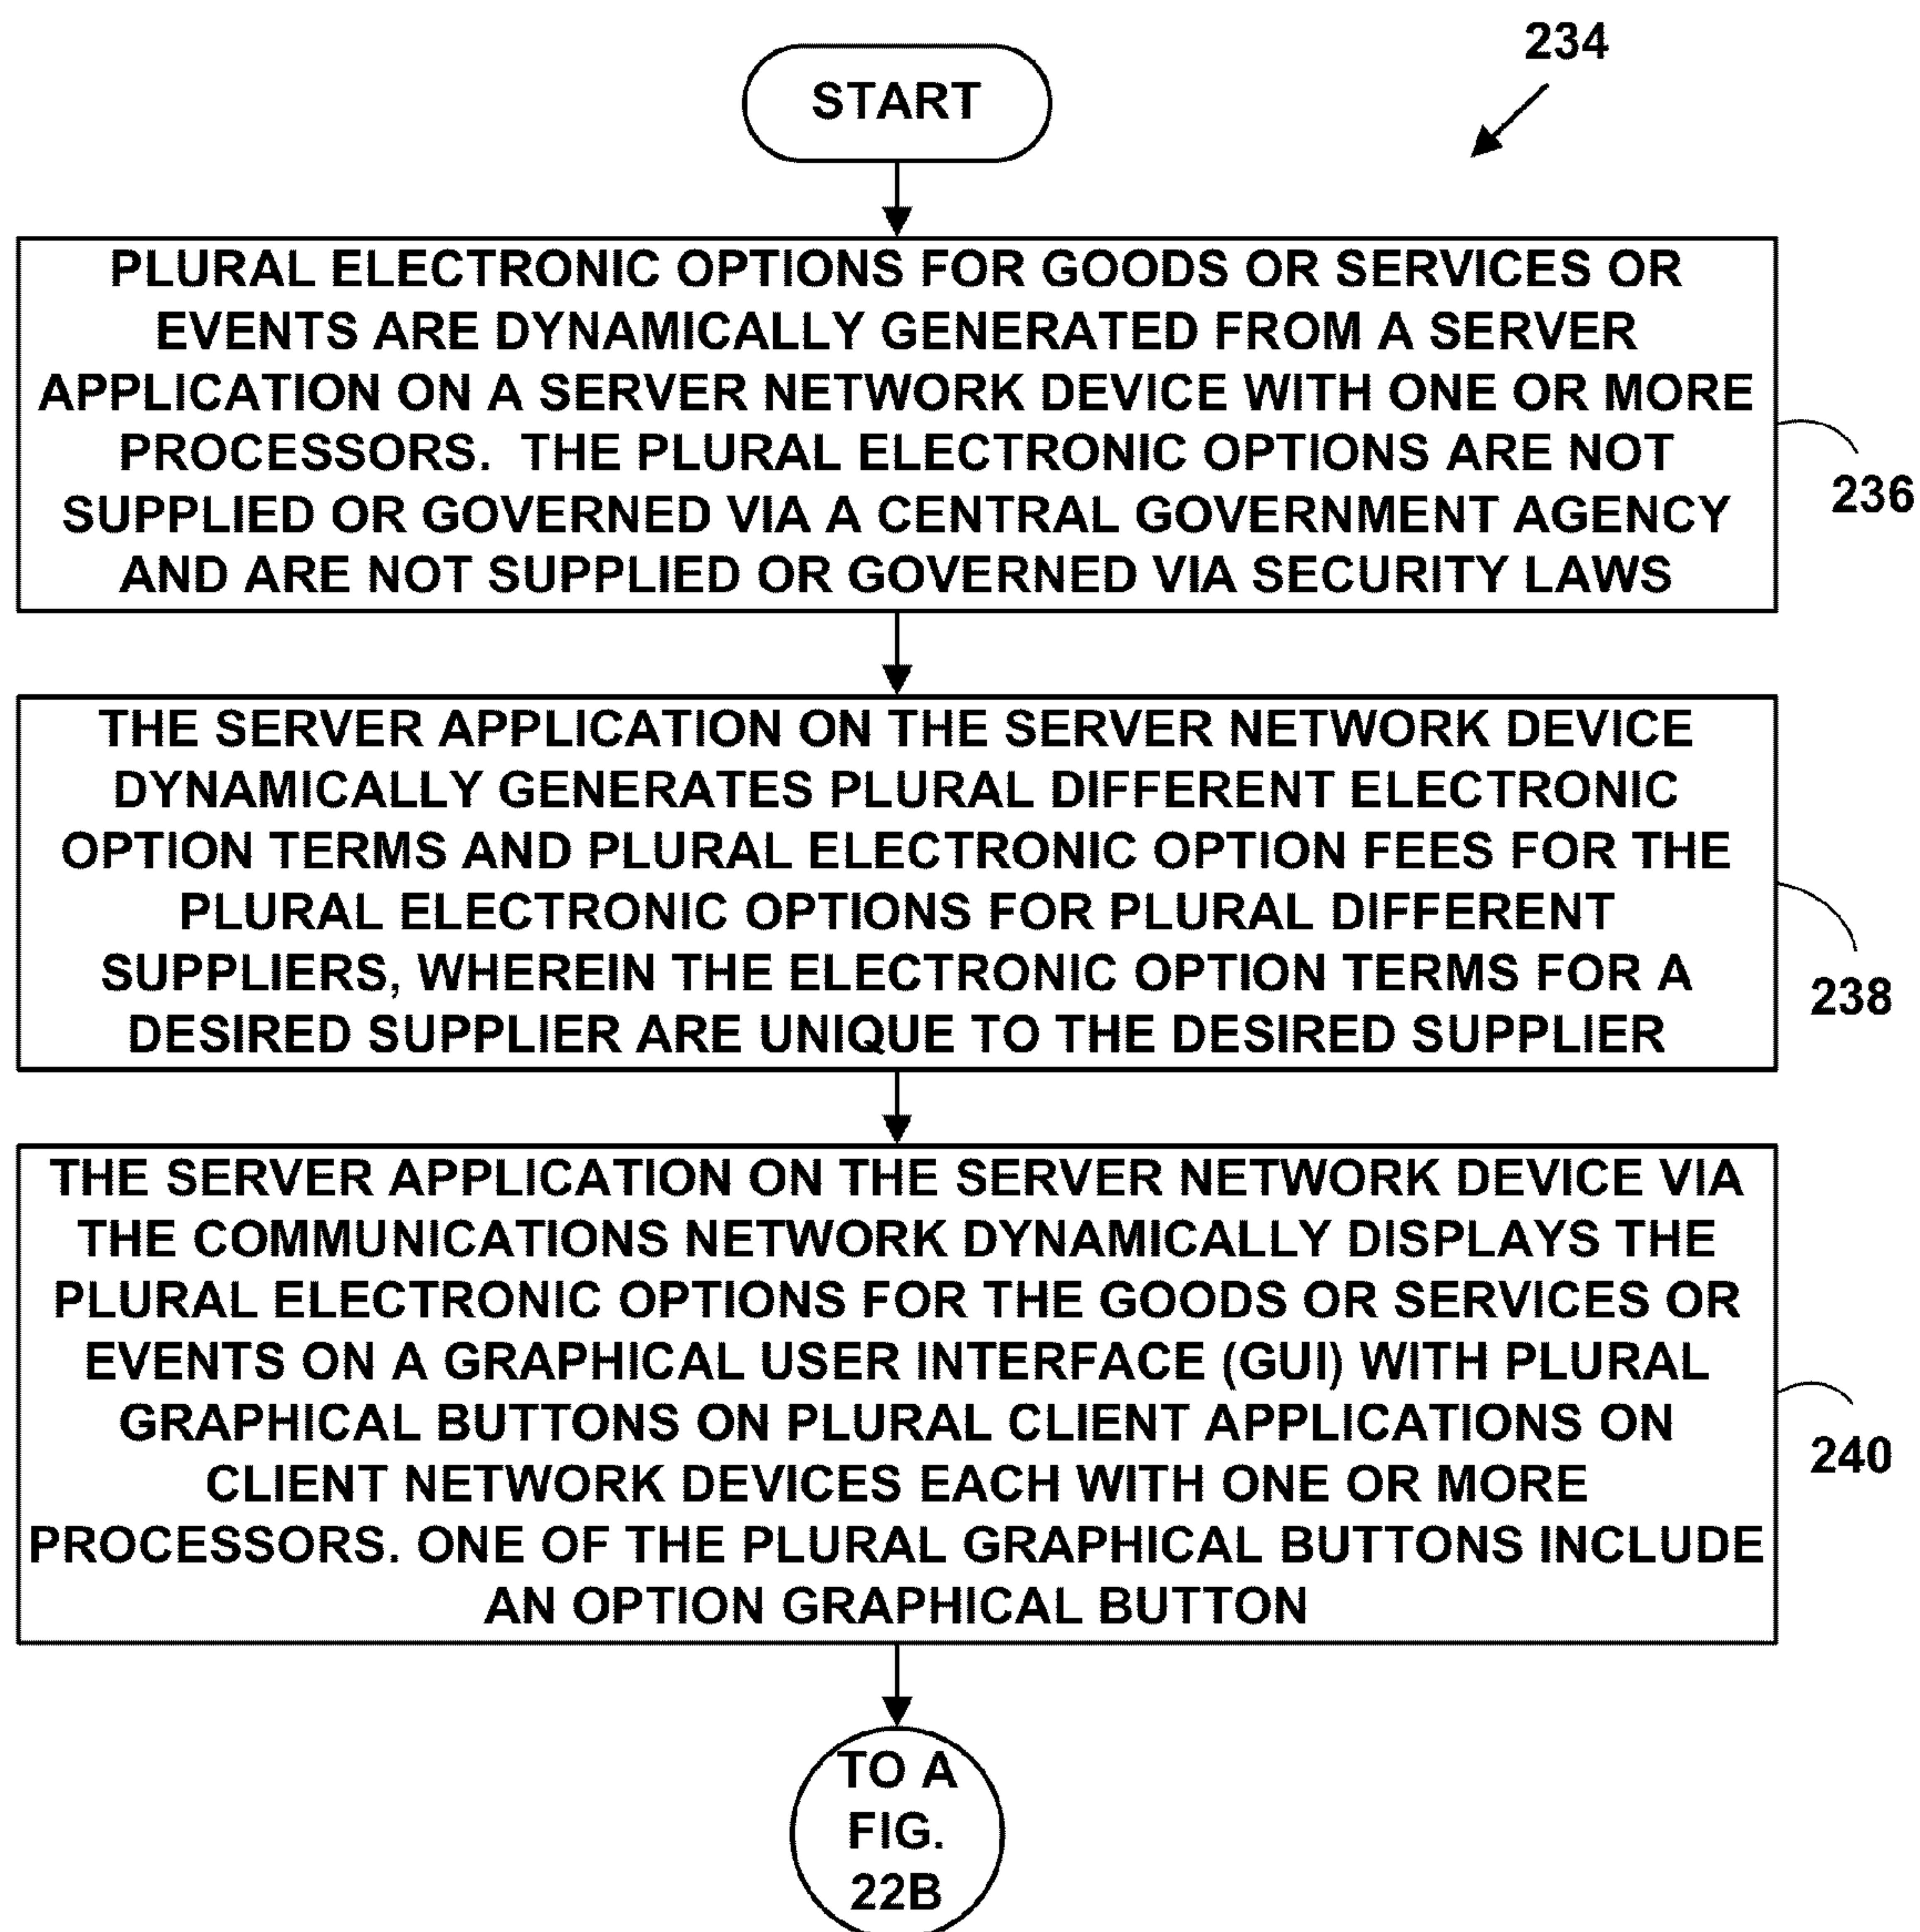 234
START
PLURAL ELECTRONIC OPTIONS FOR GOODS OR SERVICES OR
EVENTS ARE DYNAMICALLY GENERATED FROM A SERVER
APPLICATION ON A SERVER NETWORK DEVICE WITH ONE OR MORE
PROCESSORS. THE PLURAL ELECTRONIC OPTIONS ARE NOT
SUPPLIED OR GOVERNED VIA A CENTRAL GOVERNMENT AGENCY
AND ARE NOT SUPPLIED OR GOVERNED VIA SECURITY LAWS
236
THE SERVER APPLICATION ON THE SERVER NETWORK DEVICE
DYNAMICALLY GENERATES PLURAL DIFFERENT ELECTRONIC
OPTION TERMS AND PLURAL ELECTRONIC OPTION FEES FOR THE
PLURAL ELECTRONIC OPTIONS FOR PLURAL DIFFERENT
SUPPLIERS, WHEREIN THE ELECTRONIC OPTION TERMS FOR A
DESIRED SUPPLIER ARE UNIQUE TO THE DESIRED SUPPLIER
238
THE SERVER APPLICATION ON THE SERVER NETWORK DEVICE VIA
THE COMMUNICATIONS NETWORK DYNAMICALLY DISPLAYS THE
PLURAL ELECTRONIC OPTIONS FOR THE GOODS OR SERVICES OR
EVENTS ON A GRAPHICAL USER INTERFACE (GUI) WITH PLURAL
GRAPHICAL BUTTONS ON PLURAL CLIENT APPLICATIONS ON
CLIENT NETWORK DEVICES EACH WITH ONE OR MORE
PROCESSORS. ONE OF THE PLURAL GRAPHICAL BUTTONS INCLUDE
AN OPTION GRAPHICAL BUTTON
240
TO A
FIG.
22B